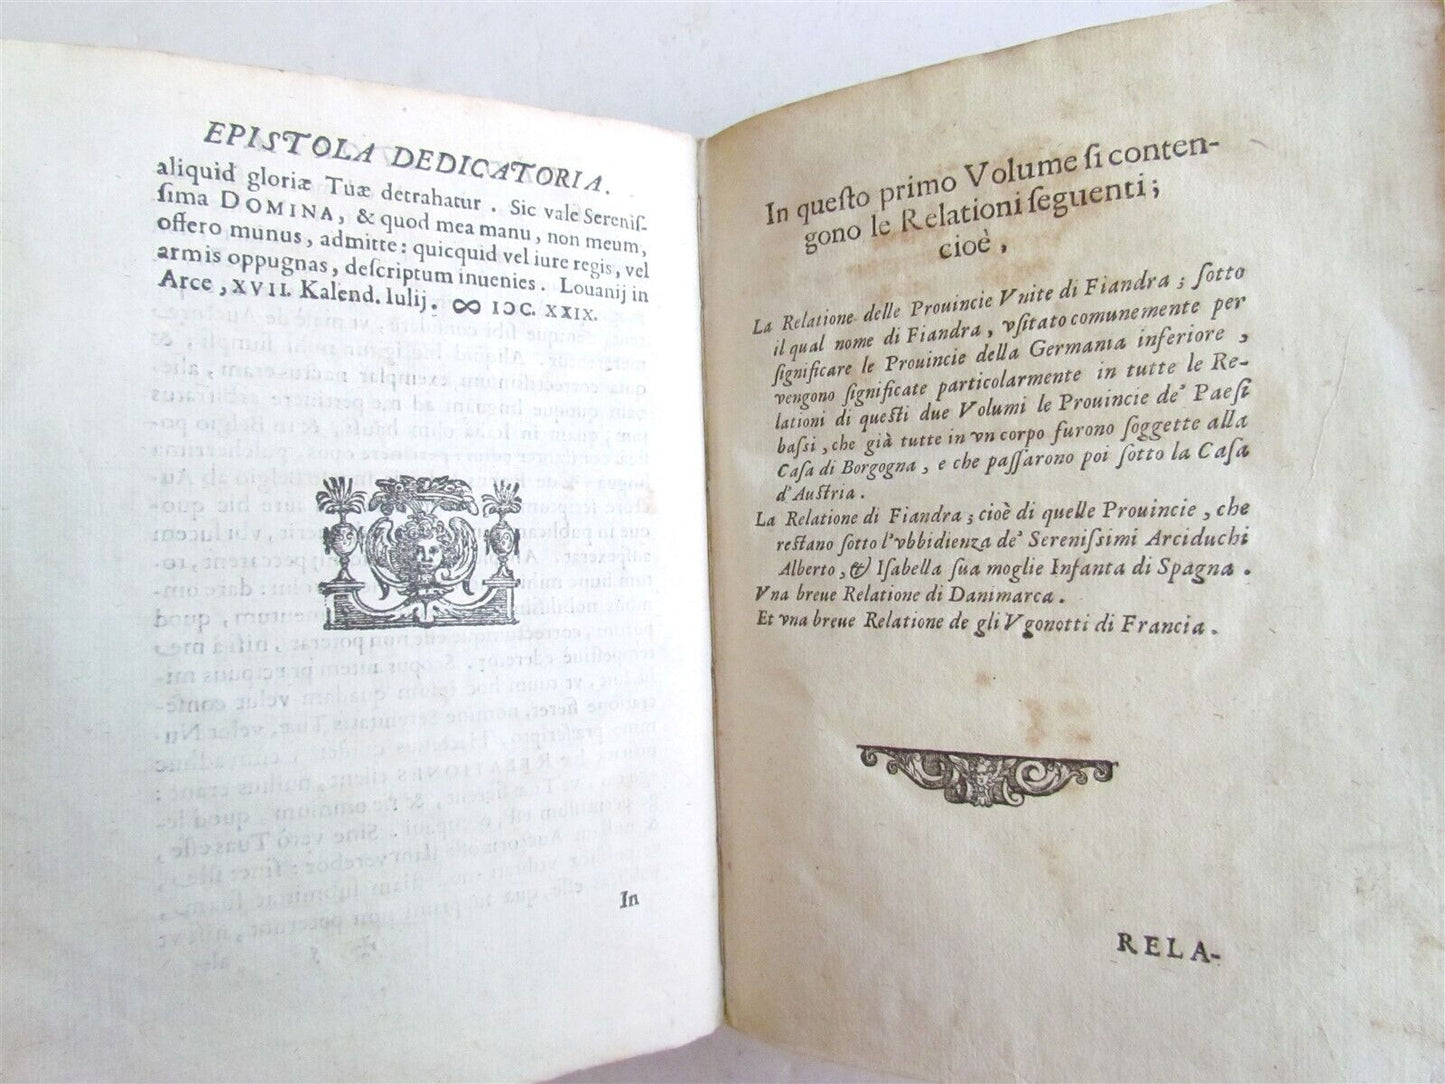 EPISTOLA DEDICATORIA.
aliquid gloriæ Tuæ detrahatur. Sic vale Sereniſ-
ſima DOMINA, & quod mea manu, non meum,
offero munus, admitte: quicquid vel iure regis, vel
armis oppugnas, deſcriptum inuenies. Louanij in
Arce, XVII. Kalend. Iulij. ∞ IↃC. XXIX.
In
In queſto primo Volume ſi conten-
gono le Relationi ſeguenti;
cioè,
La Relatione delle Prouincie Vnite di Fiandra; ſotto
il qual nome di Fiandra, vſitato comunemente per
ſignificare le Prouincie della Germania inferiore,
vengono ſignificate particolarmente in tutte le Re-
lationi di queſti due Volumi le Prouincie de' Paeſi
baſſi, che già tutte in vn corpo furono ſoggette alla
Caſa di Borgogna, e che paſſarono poi ſotto la Caſa
d'Auſtria.
La Relatione di Fiandra; cioè di quelle Prouincie, che
reſtano ſotto l'vbbidienza de' Sereniſſimi Arciduchi
Alberto, & Iſabella ſua moglie Infanta di Spagna.
Vna breue Relatione di Danimarca.
Et vna breue Relatione de gli Vgonotti di Francia.
RELA-